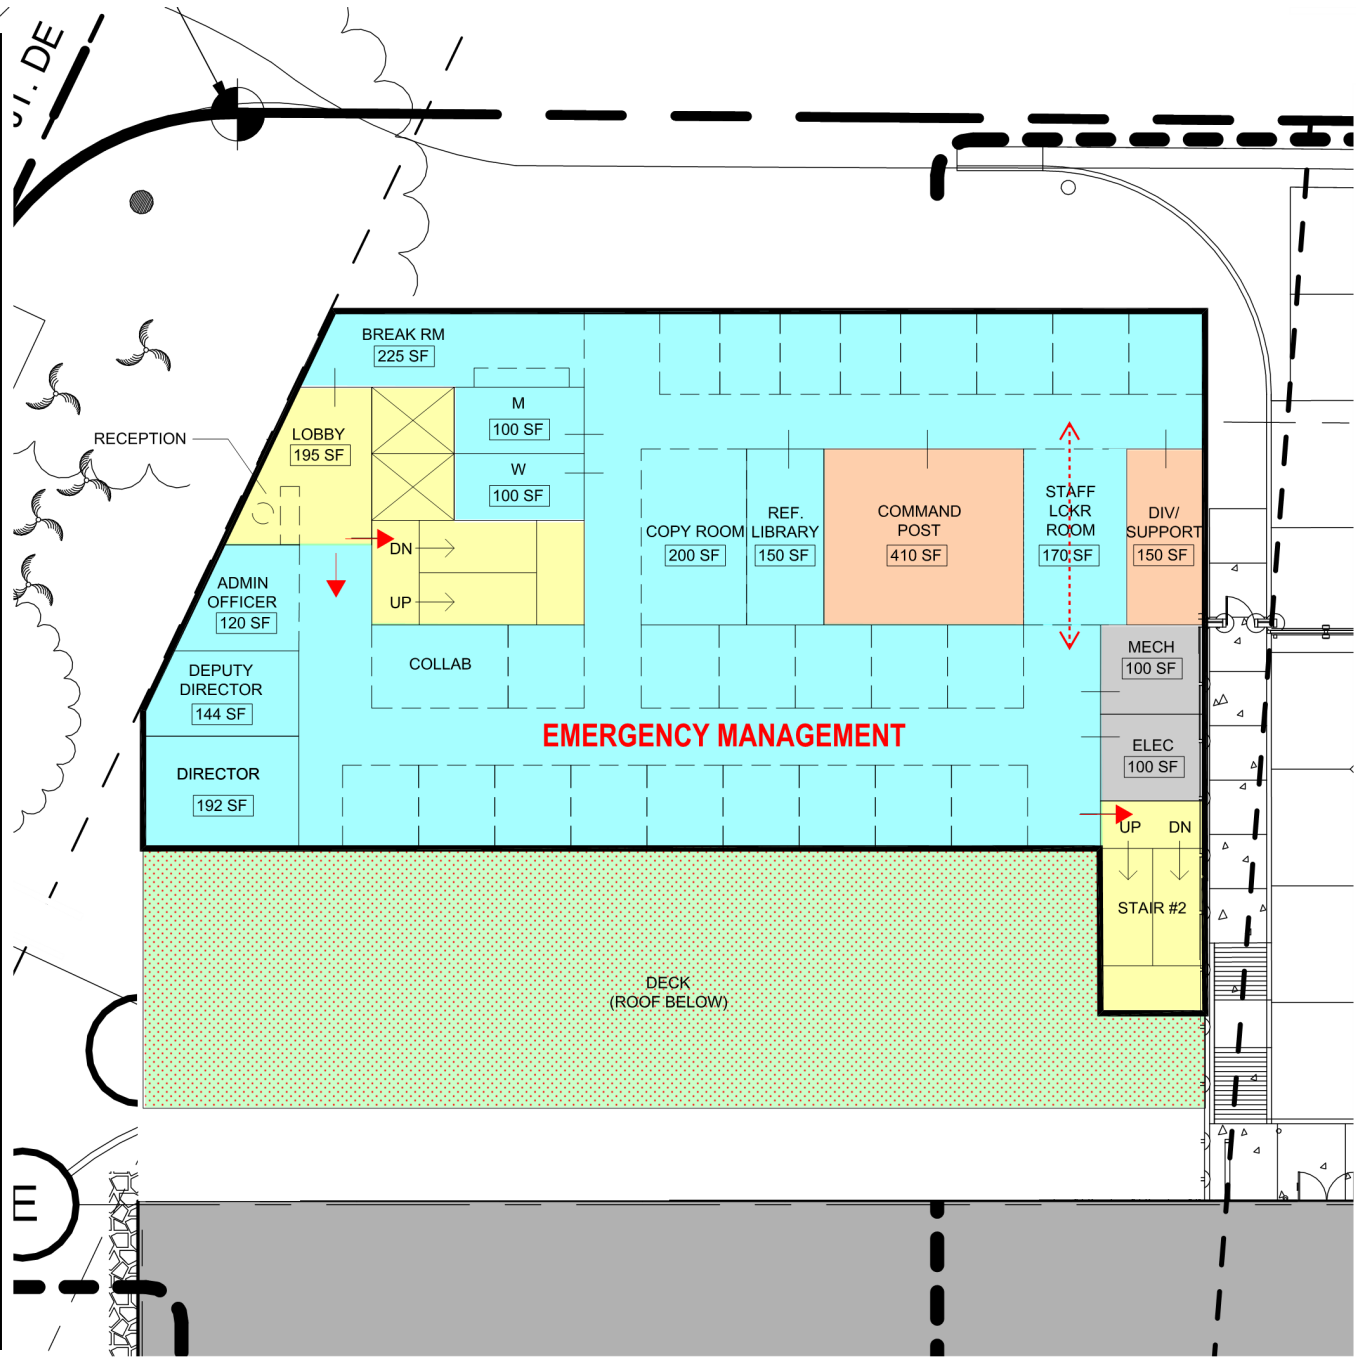 BREAK RM
225 SF
M
100 SF
RECEPTION
LOBBY
195 SF
W
100 SF
COPY ROOM
200 SF
REF.
LIBRARY
150 SF
COMMAND
POST
410 SF
STAFF
LCKR
ROOM
170 SF
DIV/
SUPPORT
150 SF
DN
UP
ADMIN
OFFICER
120 SF
COLLAB
DEPUTY
DIRECTOR
144 SF
MECH
100 SF
EMERGENCY MANAGEMENT
ELEC
100 SF
DIRECTOR
192 SF
UP DN
STAIR #2
DECK
(ROOF BELOW)
E